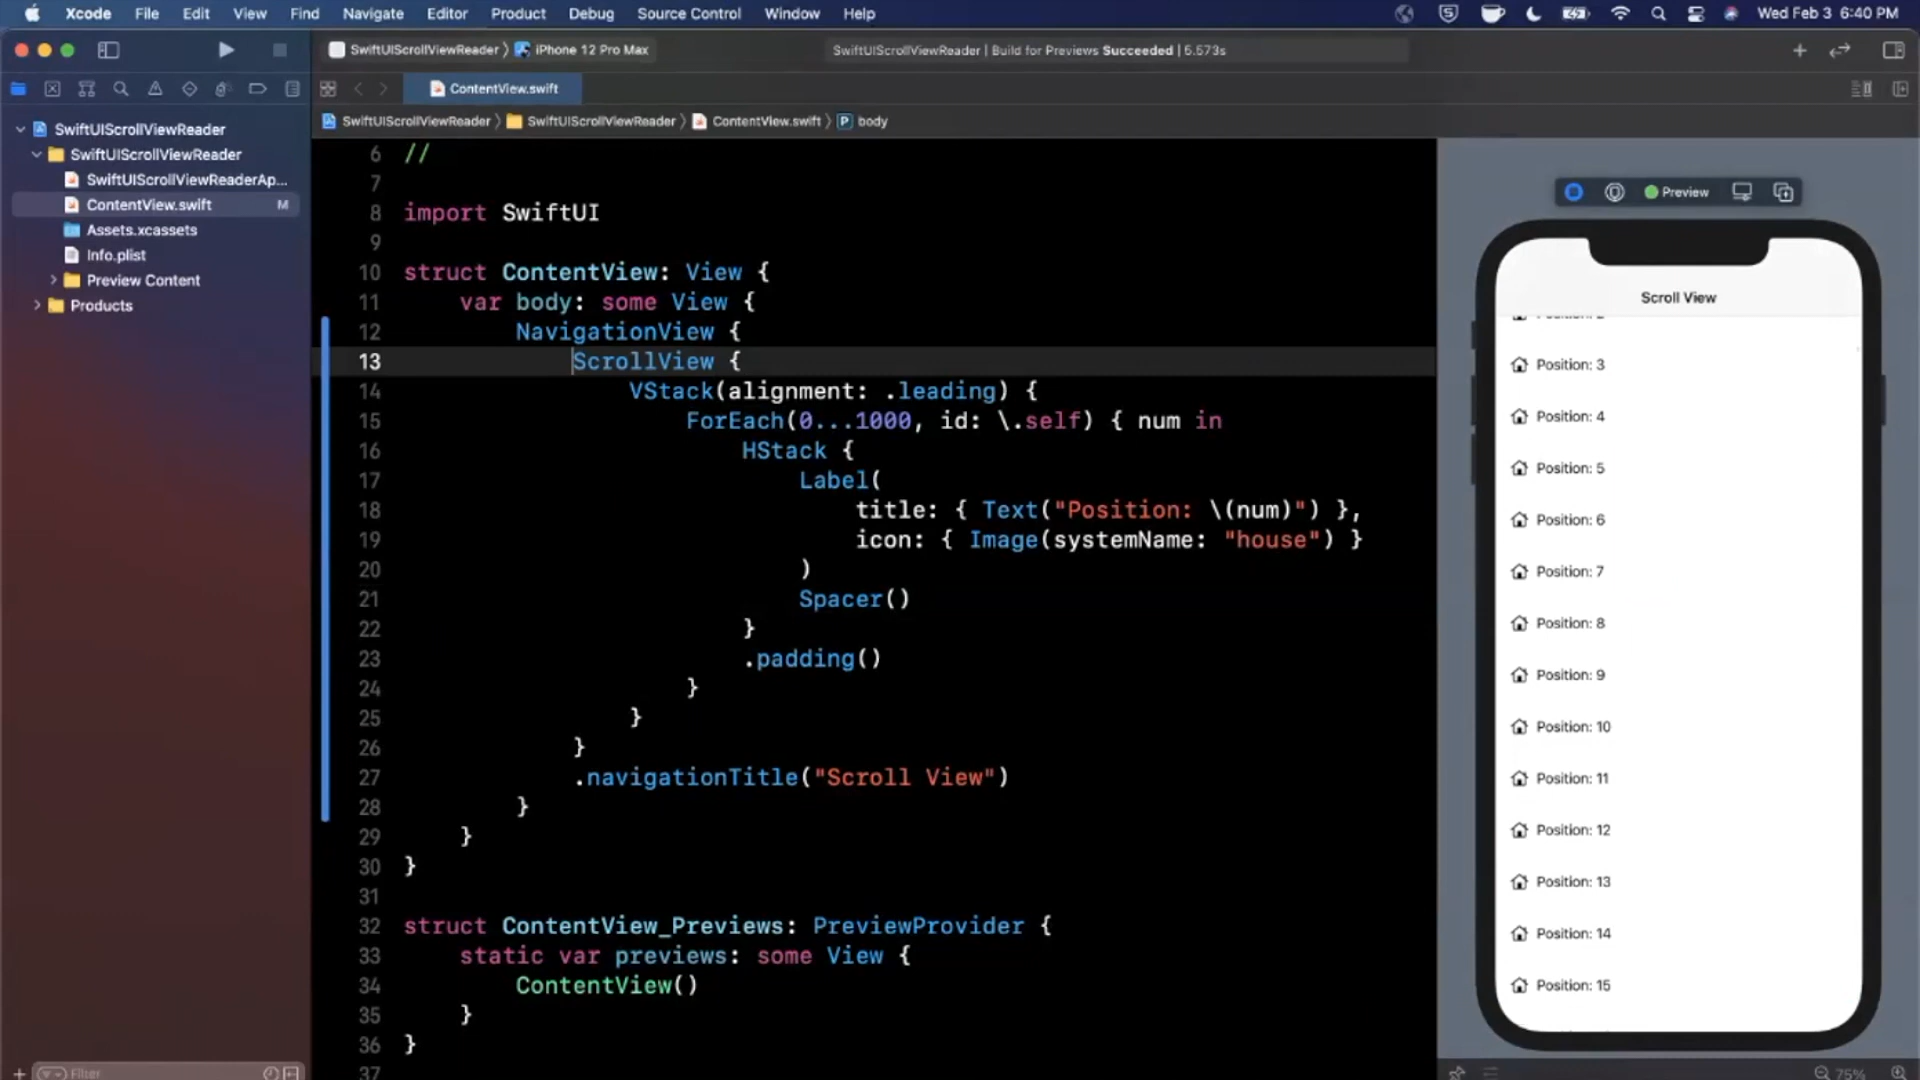 Xcode File Edit View Find Navigate Editor Product Debug Source Control Window Help Wed Feb 3 6:40 PM
SwiftUIScrollViewReader 〉 iPhone 12 Pro Max SwiftUIScrollViewReader | Build for Previews Succeeded | 5.573s
ContentView.swift
SwiftUIScrollViewReader 〉 SwiftUIScrollViewReader 〉 ContentView.swift 〉 P body
SwiftUIScrollViewReader
SwiftUIScrollViewReader
SwiftUIScrollViewReaderAp...
ContentView.swift M
Assets.xcassets
Info.plist
Preview Content
Products
Filter
6 //
7
8 import SwiftUI
9
10 struct ContentView: View {
11 var body: some View {
12 NavigationView {
13 ScrollView {
14 VStack(alignment: .leading) {
15 ForEach(0...1000, id: \.self) { num in
16 HStack {
17 Label(
18 title: { Text("Position: \(num)") },
19 icon: { Image(systemName: "house") }
20 )
21 Spacer()
22 }
23 .padding()
24 }
25 }
26 }
27 .navigationTitle("Scroll View")
28 }
29 }
30 }
31
32 struct ContentView_Previews: PreviewProvider {
33 static var previews: some View {
34 ContentView()
35 }
36 }
37
Preview
Scroll View
Position: 3
Position: 4
Position: 5
Position: 6
Position: 7
Position: 8
Position: 9
Position: 10
Position: 11
Position: 12
Position: 13
Position: 14
Position: 15
75%